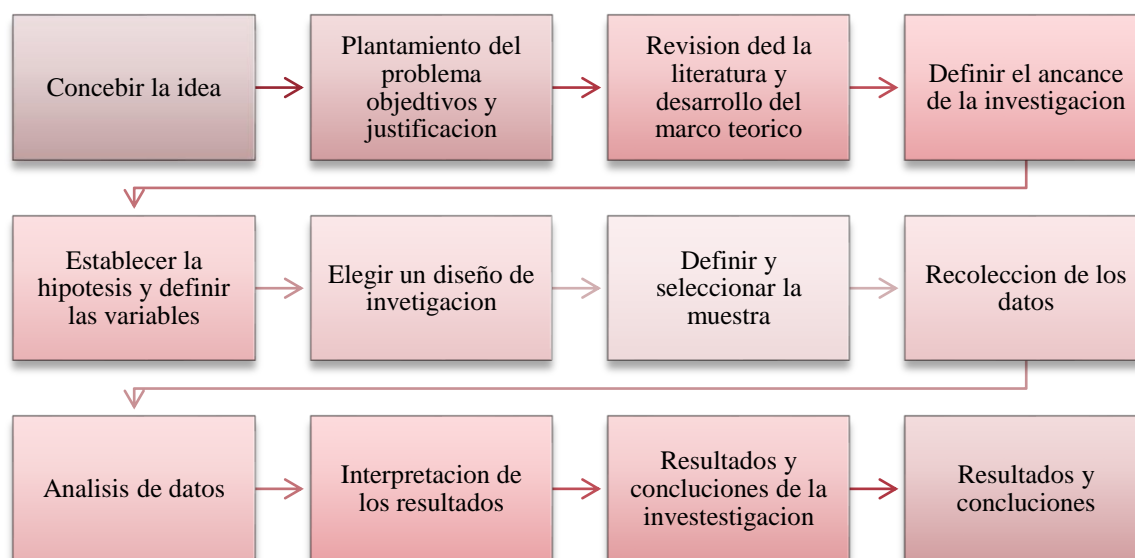 Concebir la idea
Plantamiento del
problema
objedtivos y
justificacion
Revision ded la
literatura y
desarrollo del
marco teorico
Definir el ancance
de la investigacion
Establecer la
hipotesis y definir
las variables
Elegir un diseño de
invetigacion
Definir y
seleccionar la
muestra
Recoleccion de los
datos
Analisis de datos
Interpretacion de
los resultados
Resultados y
concluciones de la
investestigacion
Resultados y
concluciones